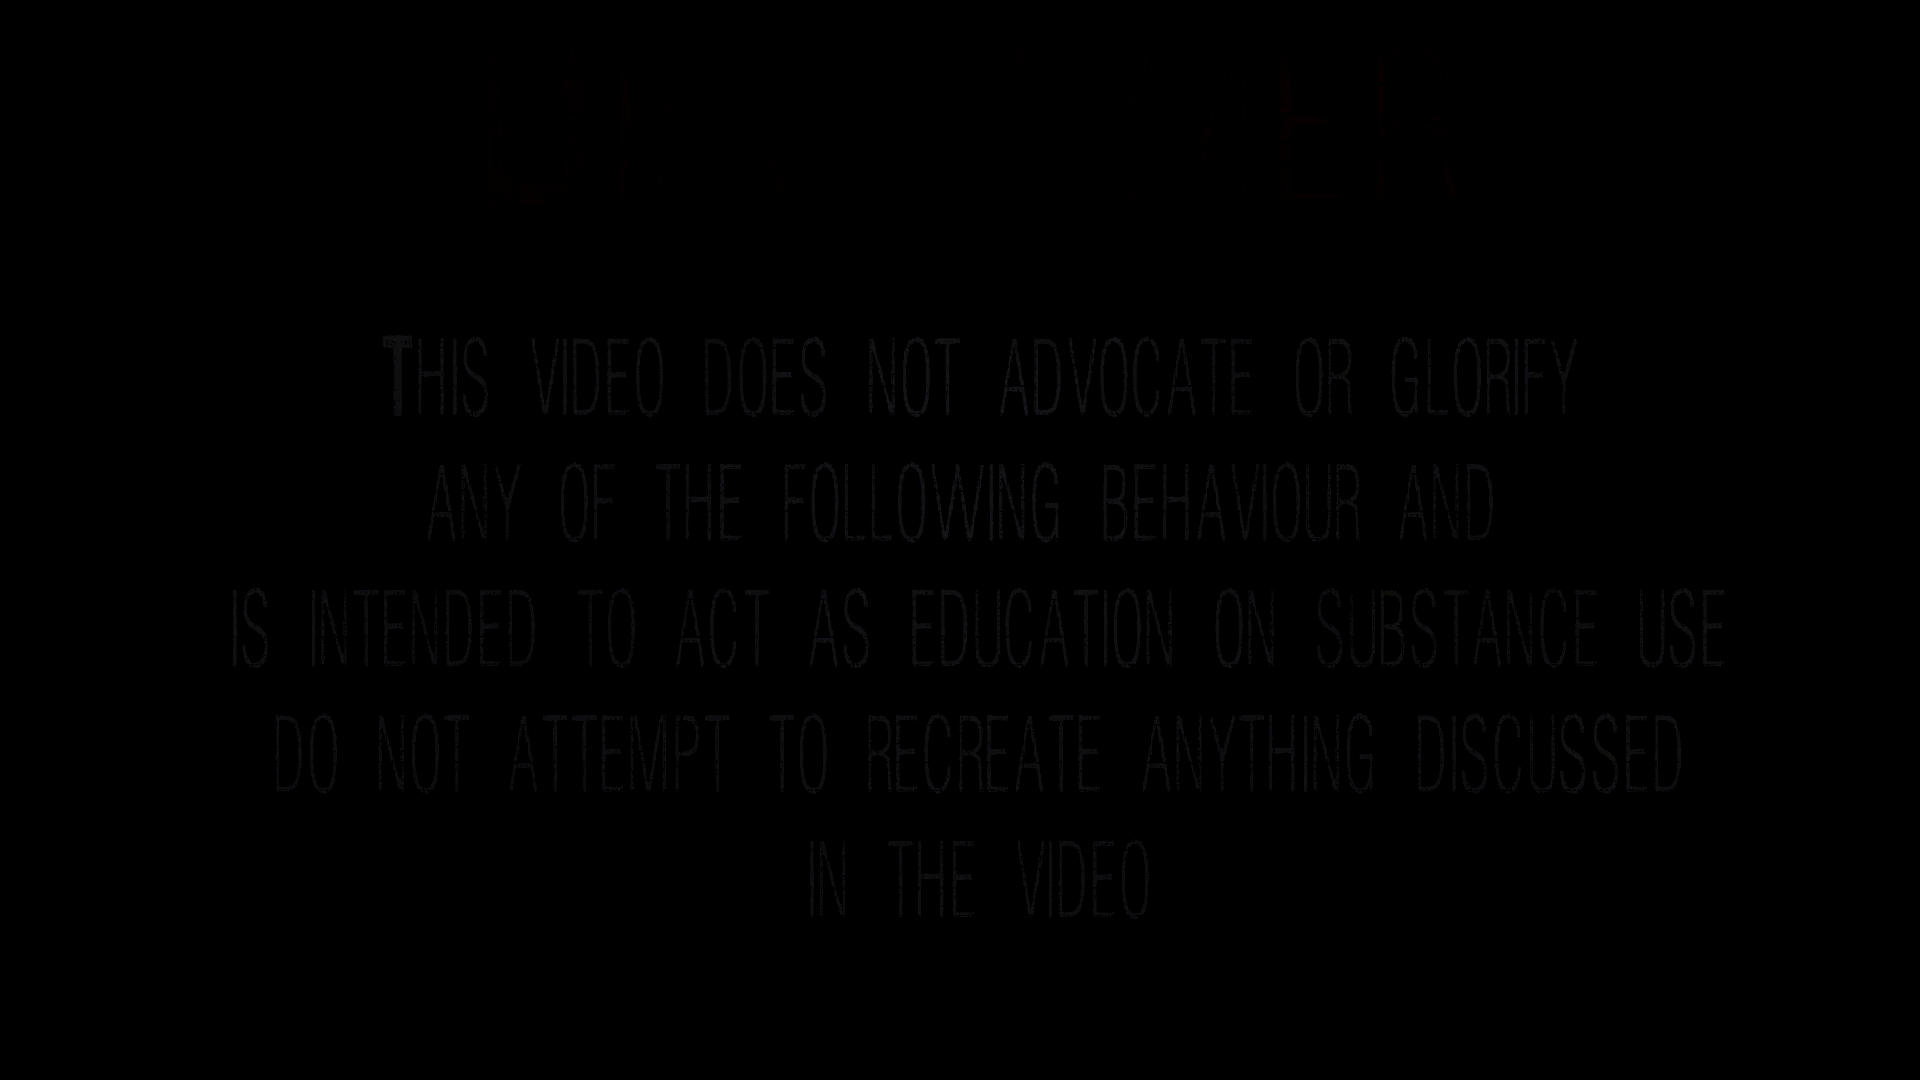 THIS VIDEO DOES NOT ADVOCATE OR GLORIFY
ANY OF THE FOLLOWING BEHAVIOUR AND
IS INTENDED TO ACT AS EDUCATION ON SUBSTANCE USE
DO NOT ATTEMPT TO RECREATE ANYTHING DISCUSSED
IN THE VIDEO